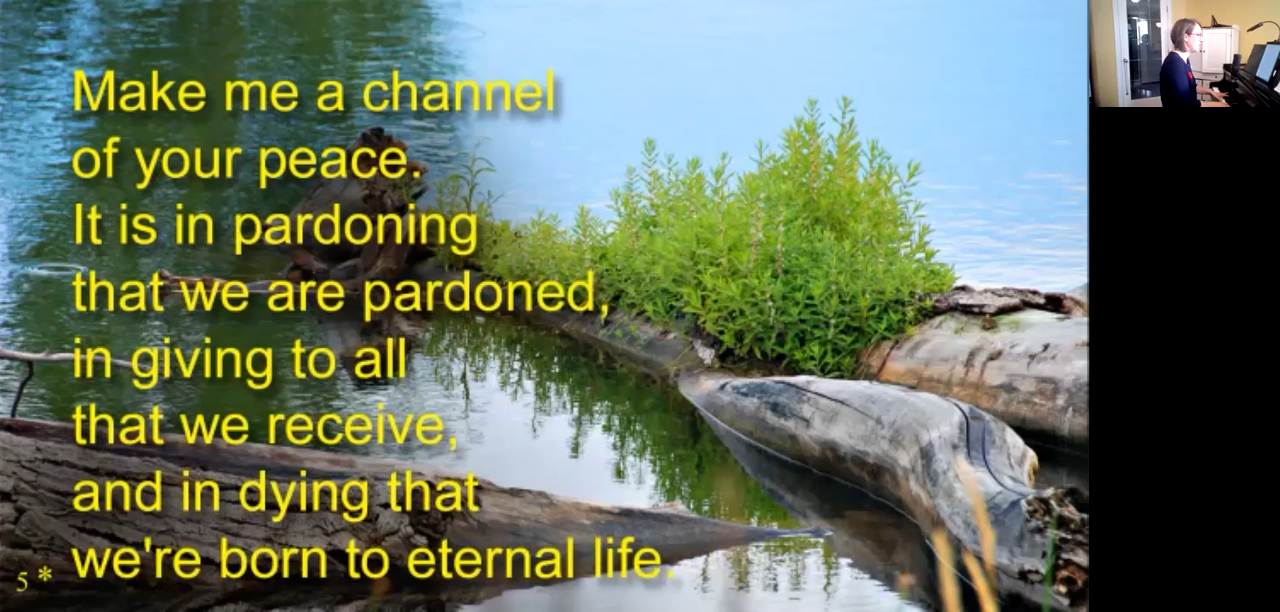 Make me a channel
of your peace.
It is in pardoning
that we are pardoned,
in giving to all
that we receive,
and in dying that
we're born to eternal life.
5 *